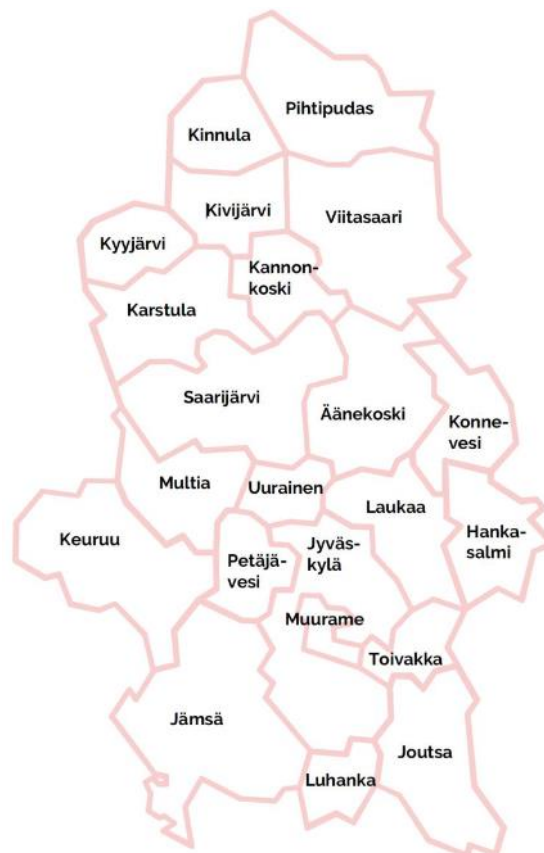 Pihtipudas
Kinnula
Kivijärvi
Viitasaari
Kyyjärvi
Kannon-
koski
Karstula
Saarijärvi
Äänekoski
Konne-
vesi
Multia
Uurainen
Laukaa
Keuruu
Petäjä-
vesi
Jyväs-
kylä
Hanka-
salmi
Muurame
Toivakka
Jämsä
Joutsa
Luhanka